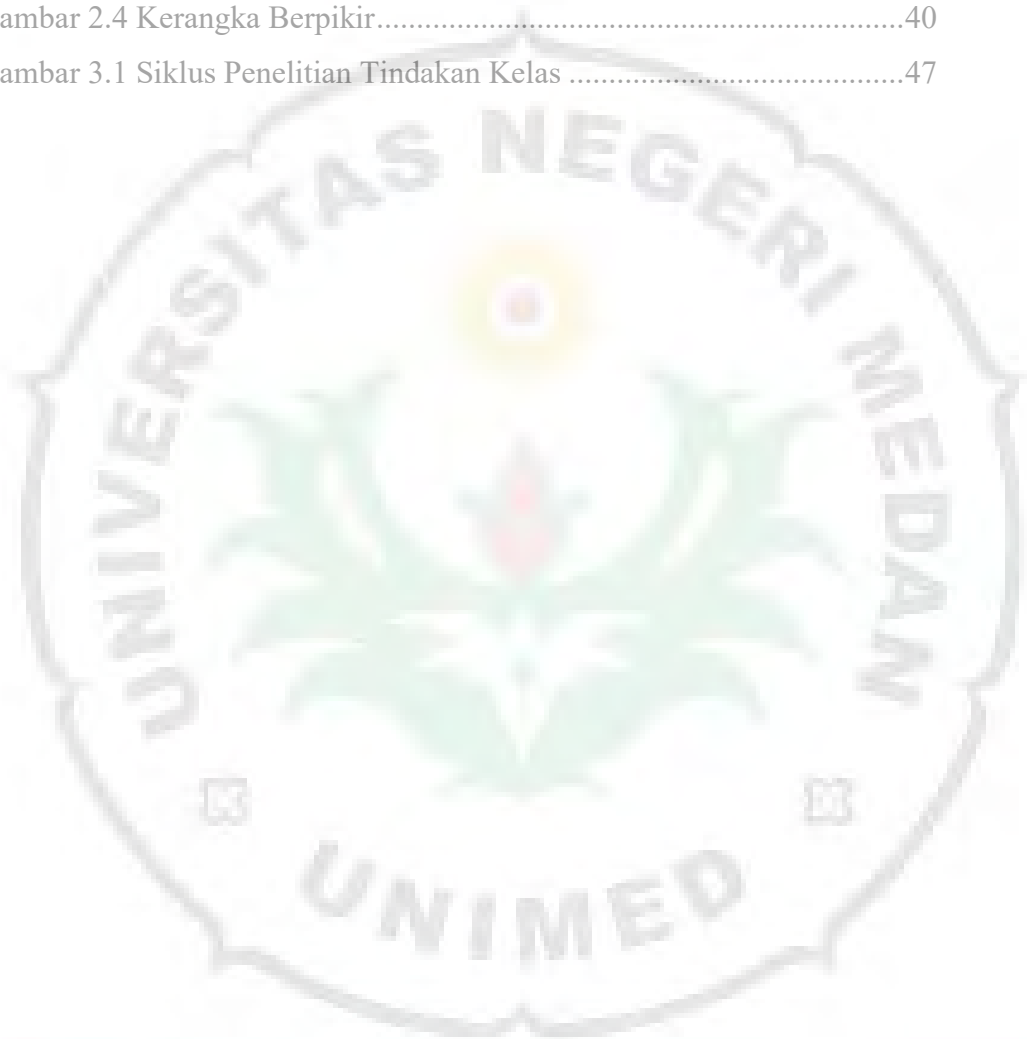 ambar 2.4 Kerangka Berpikir..................................................................40
ambar 3.1 Siklus Penelitian Tindakan Kelas ..........................................47
UNIVERSITAS NEGERI MEDAN
UNIMED